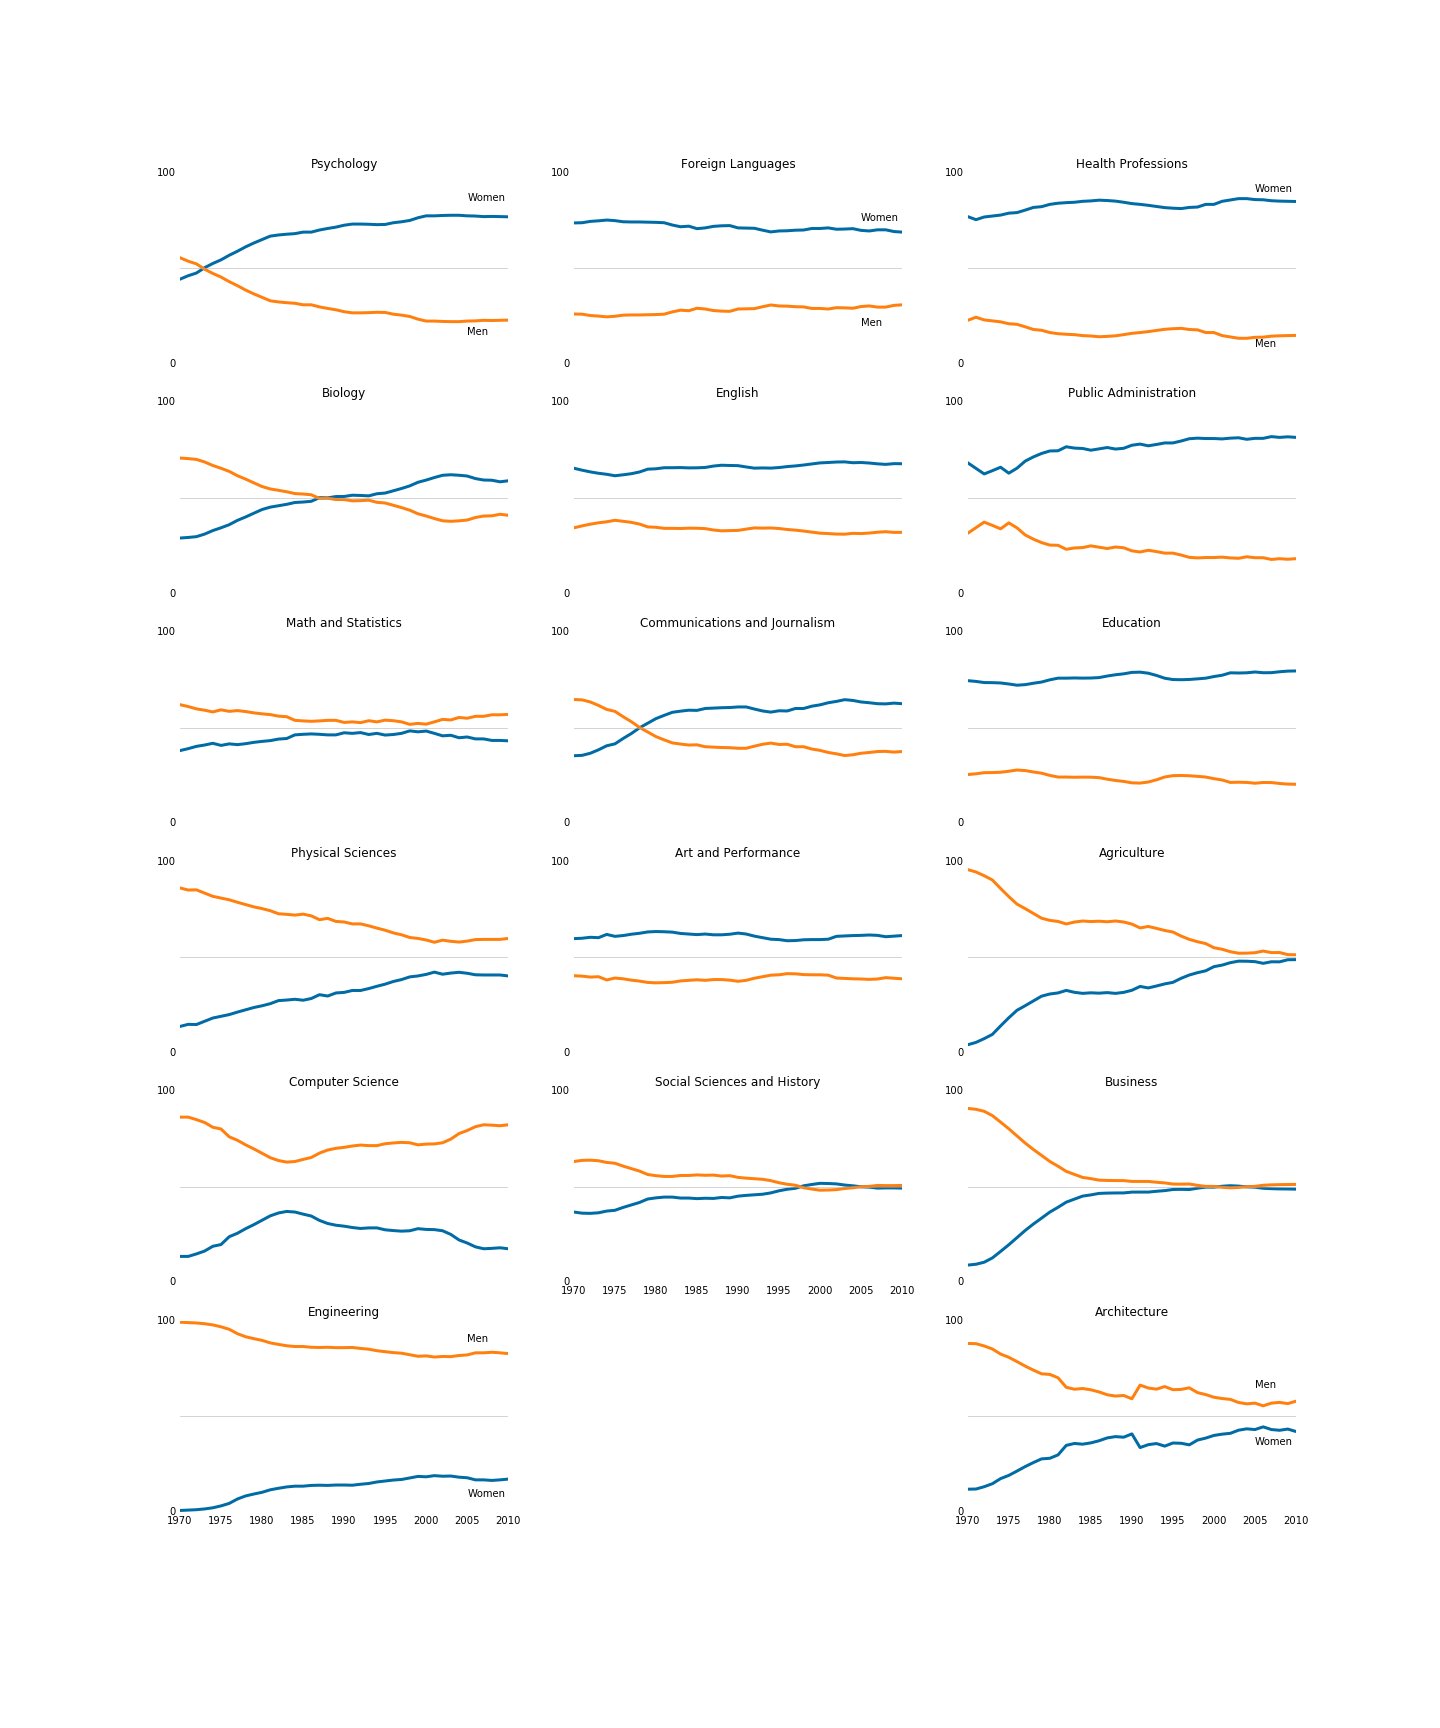 Psychology
100
Women
Men
0
Foreign Languages
100
Women
Men
0
Health Professions
100
Women
Men
0
Biology
100
0
English
100
0
Public Administration
100
0
Math and Statistics
100
0
Communications and Journalism
100
0
Education
100
0
Physical Sciences
100
0
Art and Performance
100
0
Agriculture
100
0
Computer Science
100
0
Social Sciences and History
100
0
1970 1975 1980 1985 1990 1995 2000 2005 2010
Business
100
0
Engineering
100
Men
Women
0
1970 1975 1980 1985 1990 1995 2000 2005 2010
Architecture
100
Men
Women
0
1970 1975 1980 1985 1990 1995 2000 2005 2010